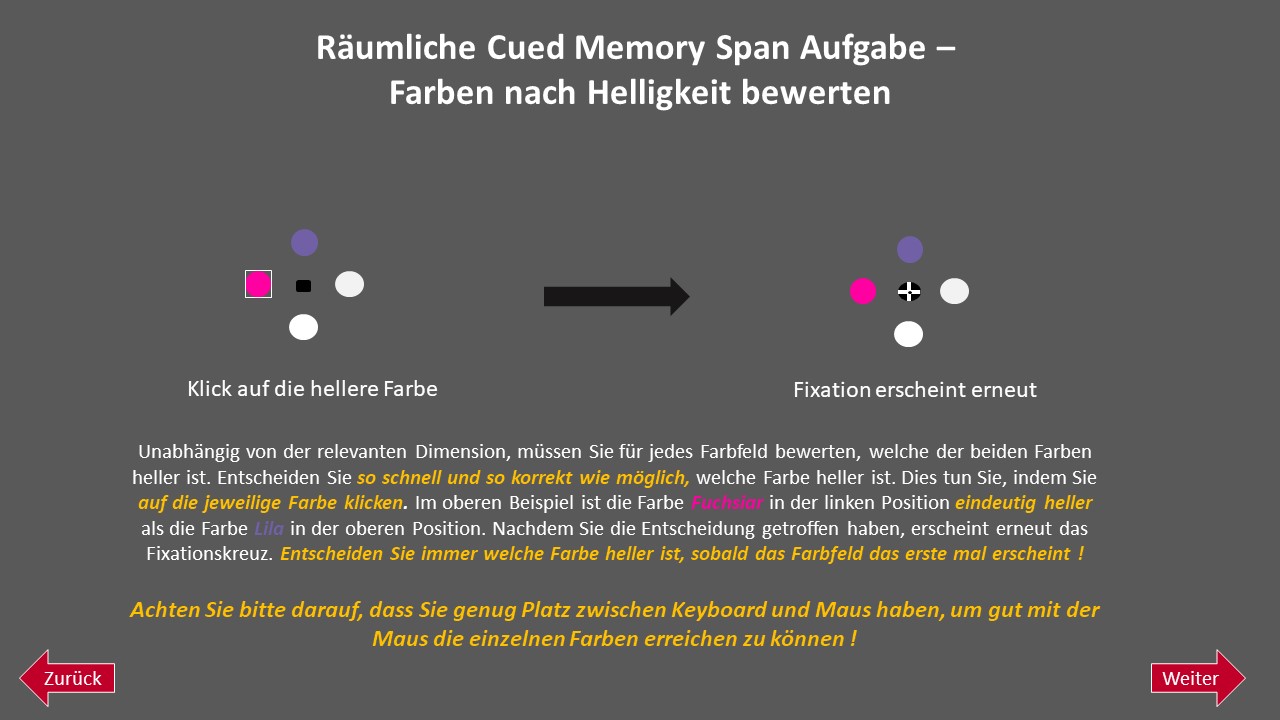 Räumliche Cued Memory Span Aufgabe –
Farben nach Helligkeit bewerten
Klick auf die hellere Farbe
Fixation erscheint erneut
Unabhängig von der relevanten Dimension, müssen Sie für jedes Farbfeld bewerten, welche der beiden Farben
heller ist. Entscheiden Sie so schnell und so korrekt wie möglich, welche Farbe heller ist. Dies tun Sie, indem Sie
auf die jeweilige Farbe klicken. Im oberen Beispiel ist die Farbe Fuchsiar in der linken Position eindeutig heller
als die Farbe Lila in der oberen Position. Nachdem Sie die Entscheidung getroffen haben, erscheint erneut das
Fixationskreuz. Entscheiden Sie immer welche Farbe heller ist, sobald das Farbfeld das erste mal erscheint !
Achten Sie bitte darauf, dass Sie genug Platz zwischen Keyboard und Maus haben, um gut mit der
Maus die einzelnen Farben erreichen zu können !
Zurück
Weiter